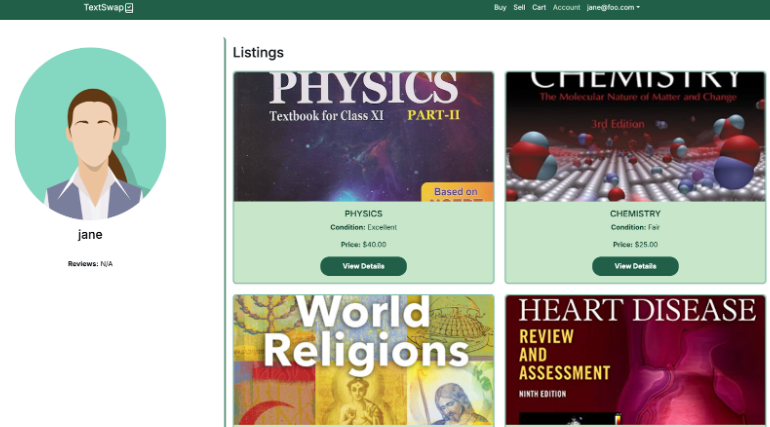 TextSwap
Buy Sell Cart Account jane@foo.com
jane
Reviews: N/A
Listings
PHYSICS
Textbook for Class XI PART-II
Based on
PHYSICS
Condition: Excellent
Price: $40.00
View Details
CHEMISTRY
The Molecular Nature of Matter and Change
3rd Edition
CHEMISTRY
Condition: Fair
Price: $25.00
View Details
World
Religions
HEART DISEASE
REVIEW
AND
ASSESSMENT
NINTH EDITION